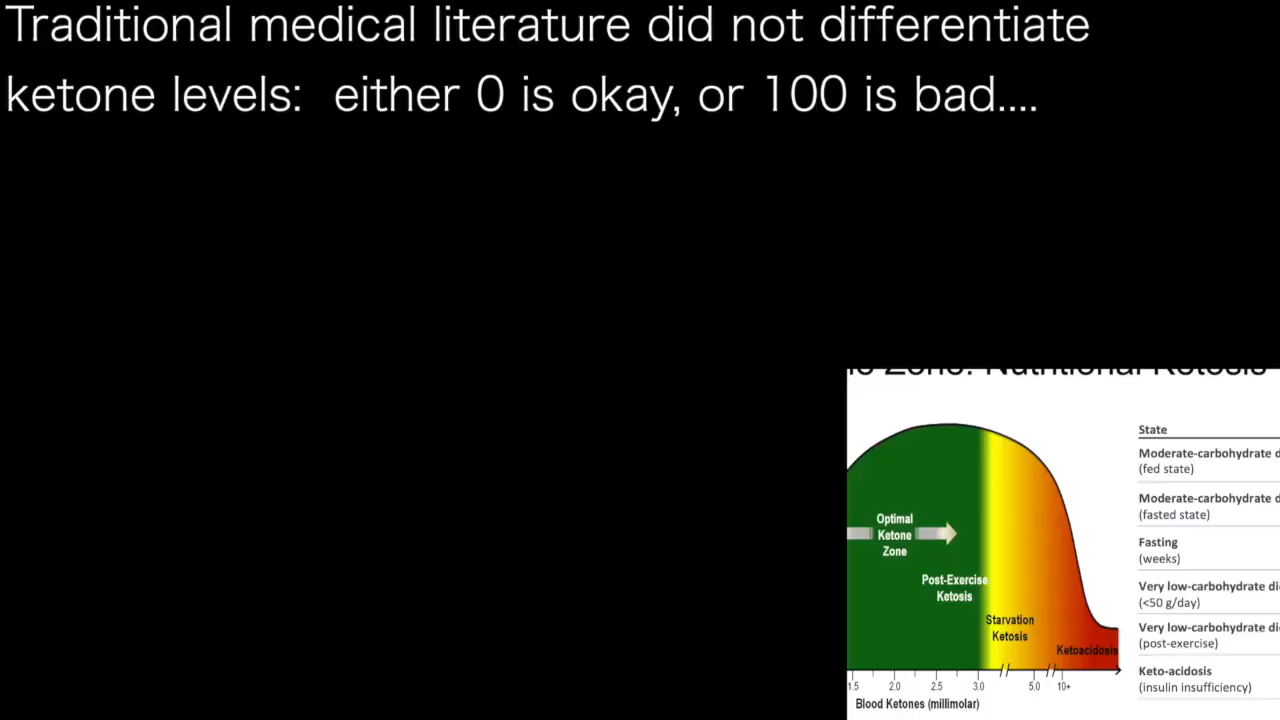 Traditional medical literature did not differentiate
ketone levels: either 0 is okay, or 100 is bad....
Zone: Nutritional Ketosis
State
Moderate-carbohydrate d
(fed state)
Moderate-carbohydrate d
(fasted state)
Fasting
(weeks)
Very low-carbohydrate di
(<50 g/day)
Very low-carbohydrate di
(post-exercise)
Keto-acidosis
(insulin insufficiency)
Optimal
Ketone
Zone
Post-Exercise
Ketosis
Starvation
Ketosis
Ketoacidosis
1.5 2.0 2.5 3.0 5.0 10+
Blood Ketones (millimolar)